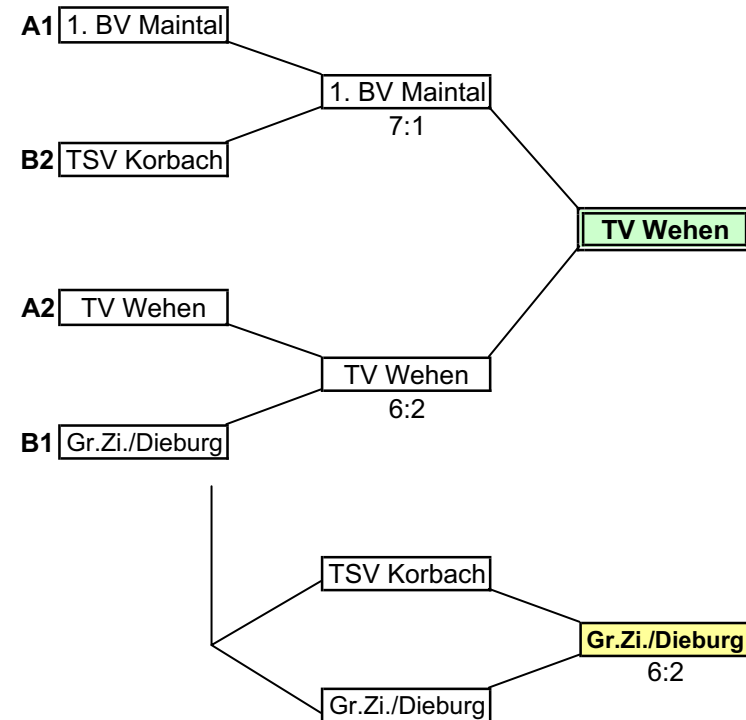 A1 1. BV Maintal
1. BV Maintal
7:1
B2 TSV Korbach
TV Wehen
A2 TV Wehen
TV Wehen
6:2
B1 Gr.Zi./Dieburg
TSV Korbach
Gr.Zi./Dieburg
6:2
Gr.Zi./Dieburg